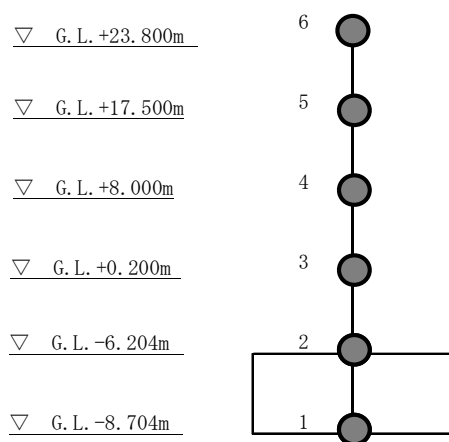 ▽ G.L.+23.800m 6
▽ G.L.+17.500m 5
▽ G.L.+8.000m 4
▽ G.L.+0.200m 3
▽ G.L.-6.204m 2
▽ G.L.-8.704m 1